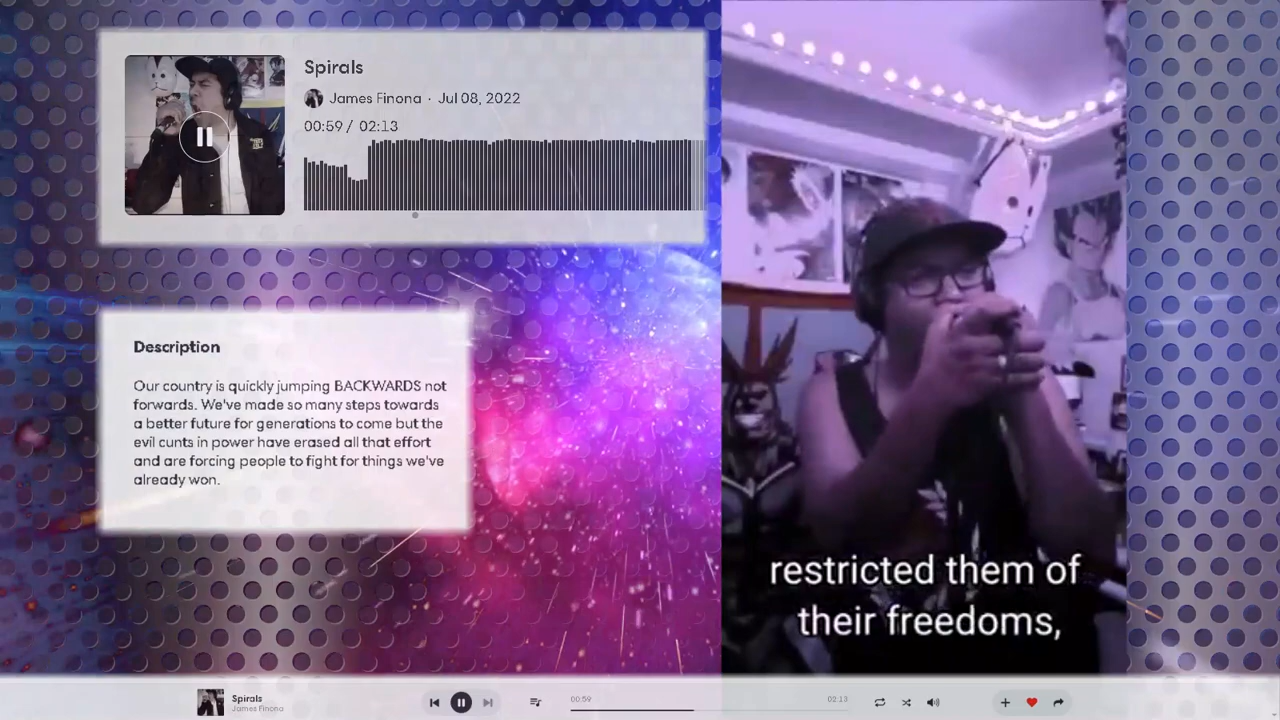 Spirals
James Finona · Jul 08, 2022
00:59 / 02:13
Description
Our country is quickly jumping BACKWARDS not
forwards. We've made so many steps towards
a better future for generations to come but the
evil cunts in power have erased all that effort
and are forcing people to fight for things we've
already won.
restricted them of
their freedoms,
Spirals
James Finona
00:59
02:13